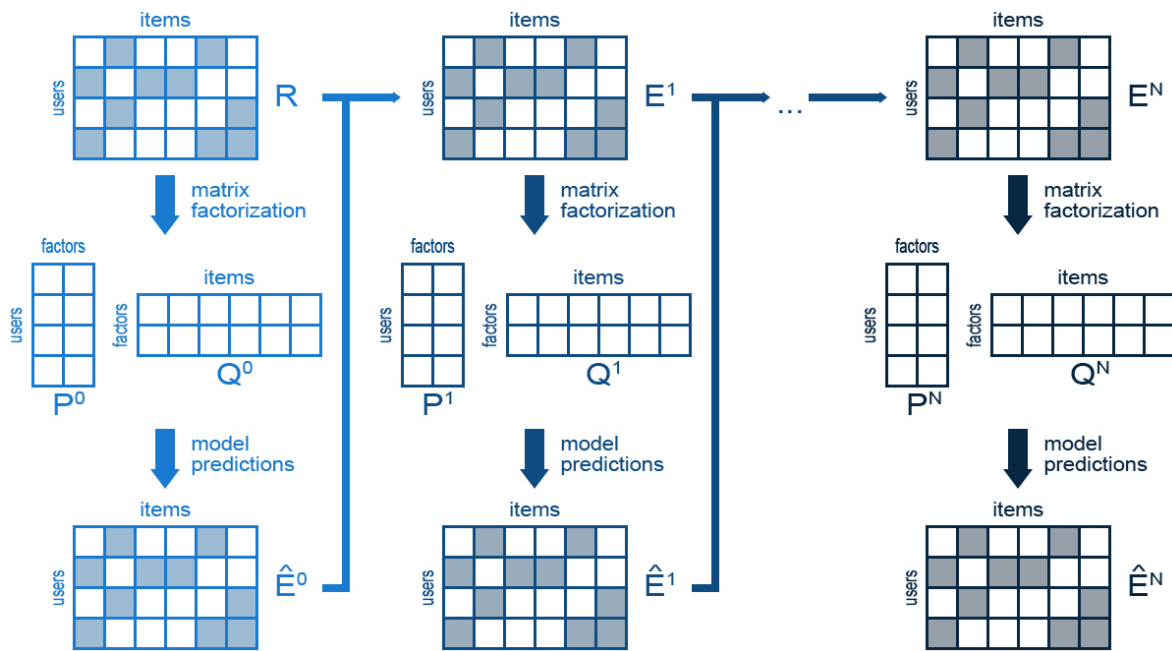 items
users
R
matrix
factorization
factors
users
P⁰
items
factors
Q⁰
model
predictions
items
users
Ê⁰
items
users
E¹
matrix
factorization
factors
users
P¹
items
factors
Q¹
model
predictions
items
users
Ê¹
...
items
users
Eᴺ
matrix
factorization
factors
users
Pᴺ
items
factors
Qᴺ
model
predictions
items
users
Êᴺ